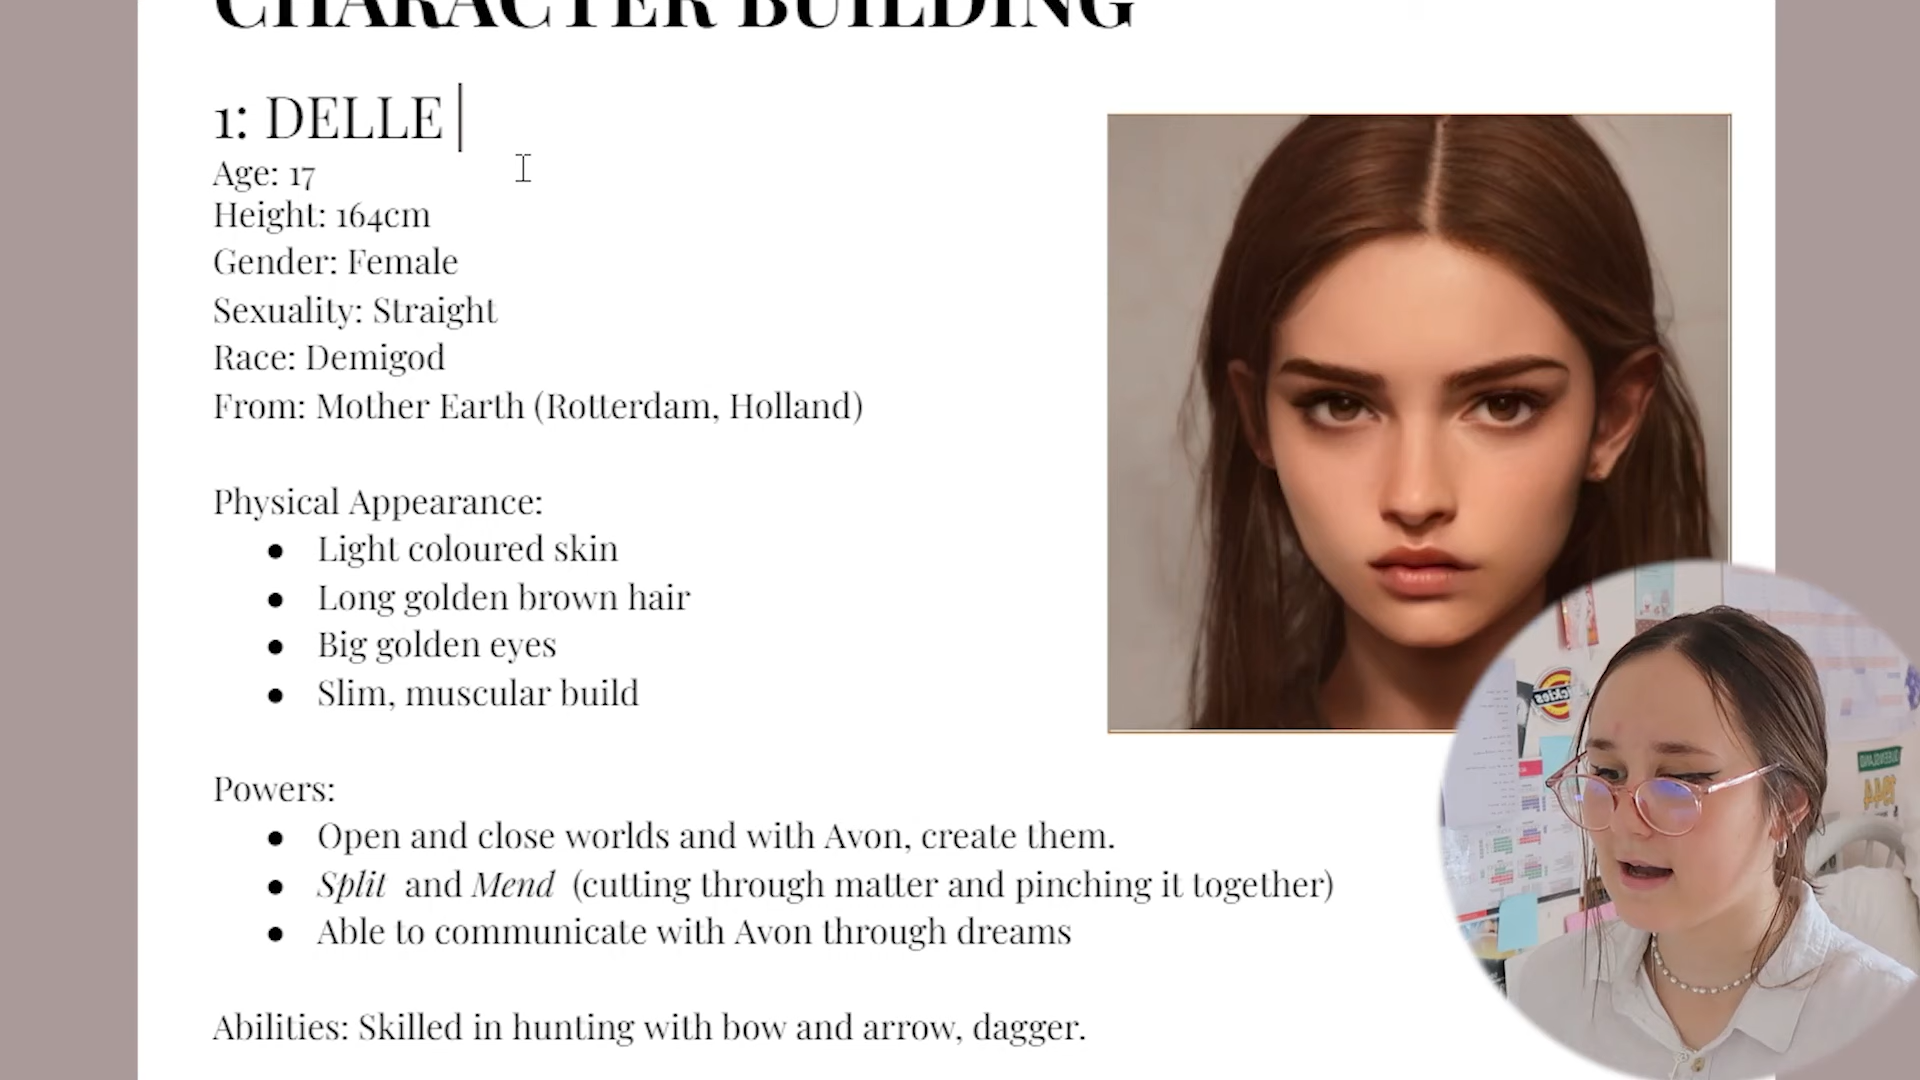 CHARACTER BUILDING
1: DELLE
Age: 17
Height: 164cm
Gender: Female
Sexuality: Straight
Race: Demigod
From: Mother Earth (Rotterdam, Holland)
Physical Appearance:
● Light coloured skin
● Long golden brown hair
● Big golden eyes
● Slim, muscular build
Powers:
● Open and close worlds and with Avon, create them.
● Split and Mend (cutting through matter and pinching it together)
● Able to communicate with Avon through dreams
Abilities: Skilled in hunting with bow and arrow, dagger.
Dickies